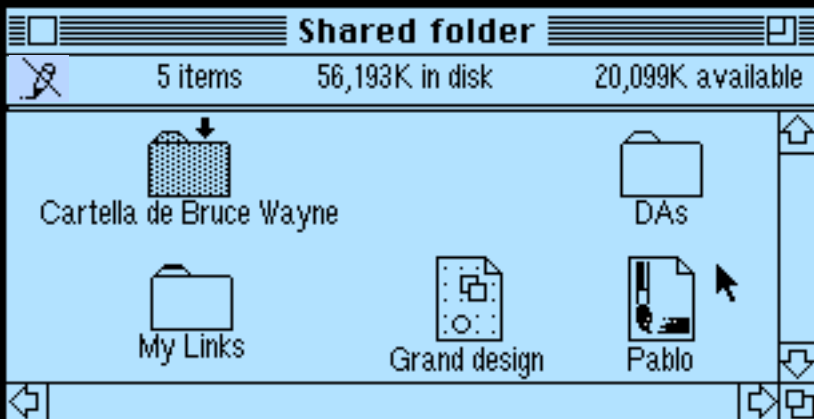 Shared folder
5 items 56,193K in disk 20,099K available
Cartella de Bruce Wayne DAs
My Links Grand design Pablo